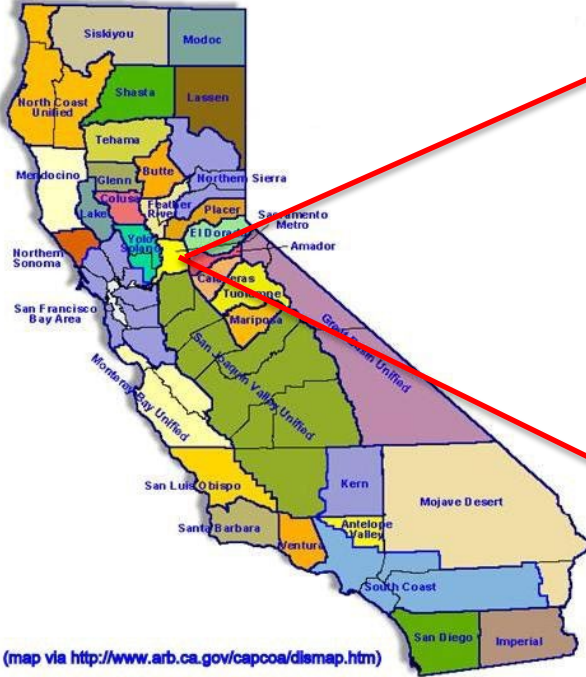 Siskiyou
Modoc
Shasta
Lassen
North Coast
Unified
Tehama
Mendocino
Glenn
Butte
Northern Sierra
Colusa
Feather
River
Lake
Placer
Sacramento
Metro
Yolo
Solano
El Dorado
Amador
Northern
Sonoma
Calaveras
Tuolumne
San Francisco
Bay Area
Mariposa
Great Basin Unified
San Joaquin Valley Unified
Monterey Bay Unified
San Luis Obispo
Kern
Mojave Desert
Santa Barbara
Ventura
Antelope
Valley
South Coast
San Diego
Imperial
(map via http://www.arb.ca.gov/capcoa/dismap.htm)